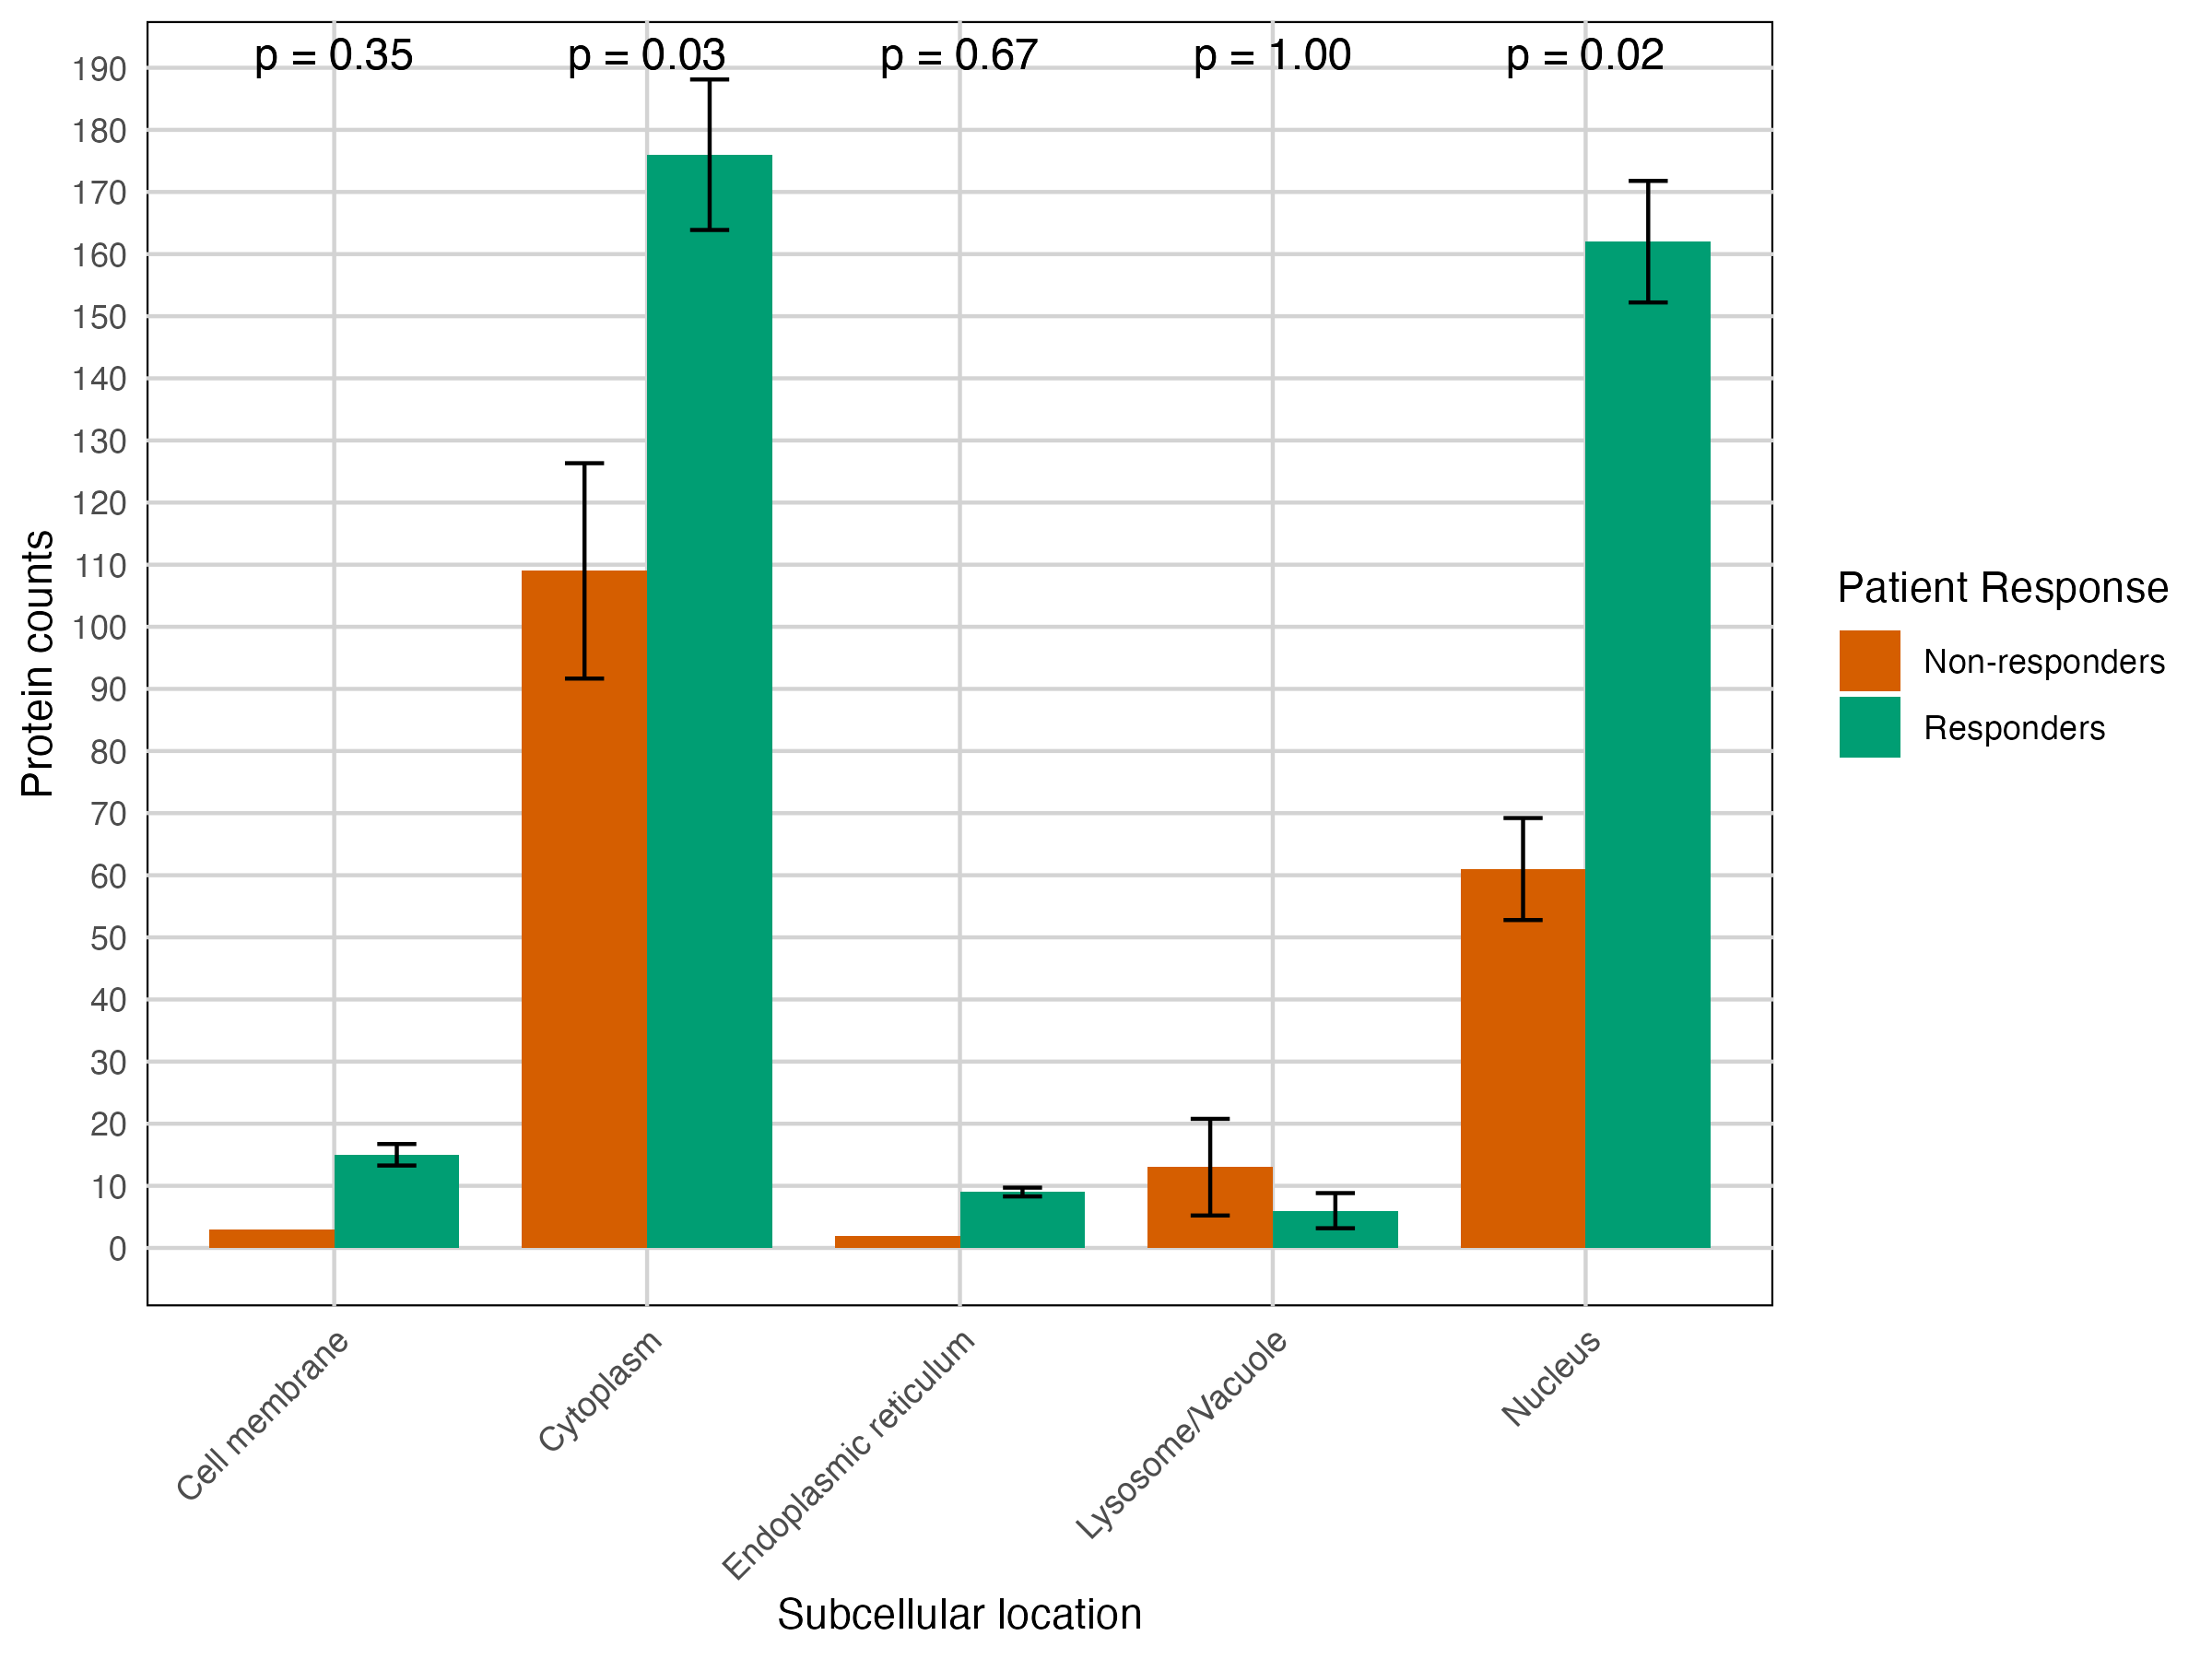 p = 0.35
p = 0.03
p = 0.67
p = 1.00
p = 0.02
190
180
170
160
150
140
130
120
110
100
90
80
70
60
50
40
30
20
10
0
Protein counts
Cell membrane
Cytoplasm
Endoplasmic reticulum
Lysosome/Vacuole
Nucleus
Subcellular location
Patient Response
Non-responders
Responders